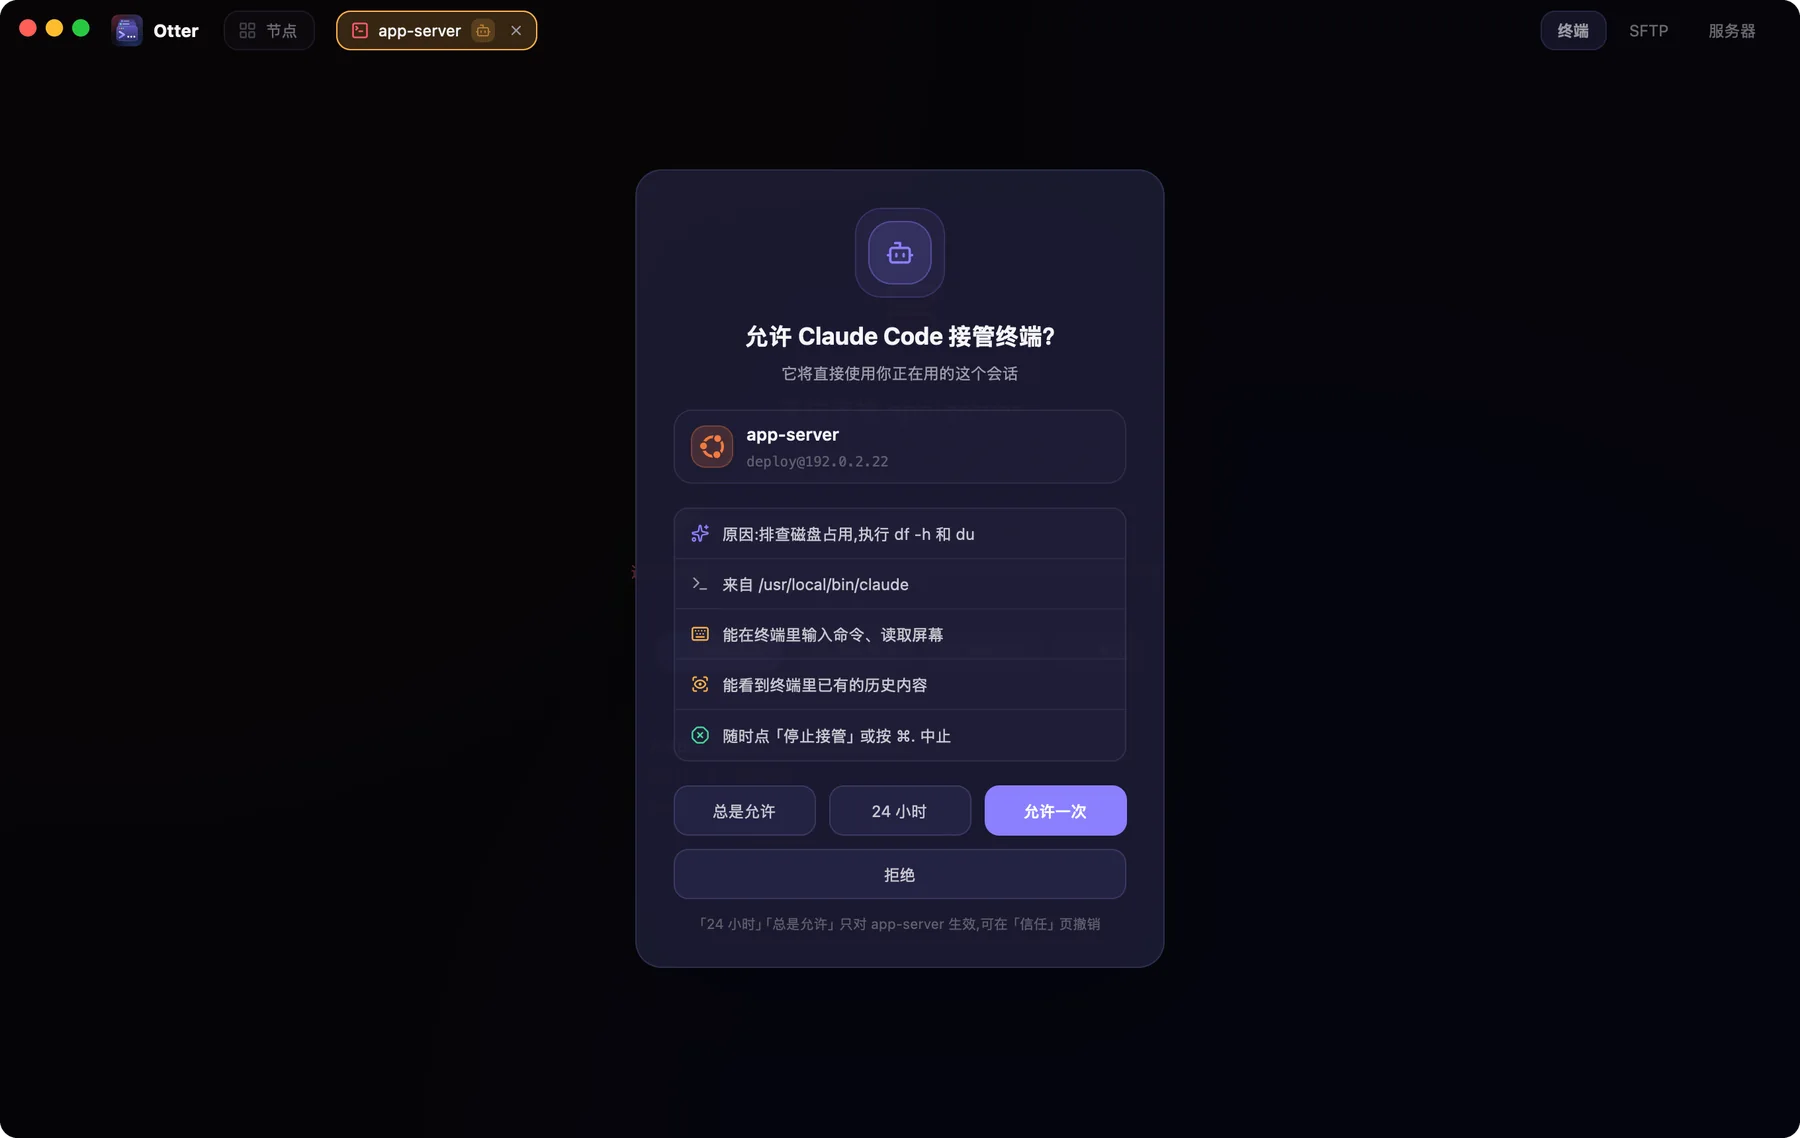 Otter
节点
app-server
终端
SFTP
服务器
允许 Claude Code 接管终端?
它将直接使用你正在用的这个会话
app-server
deploy@192.0.2.22
原因:排查磁盘占用,执行 df -h 和 du
来自 /usr/local/bin/claude
能在终端里输入命令、读取屏幕
能看到终端里已有的历史内容
随时点「停止接管」或按 ⌘. 中止
总是允许
24 小时
允许一次
拒绝
「24 小时」「总是允许」只对 app-server 生效,可在「信任」页撤销